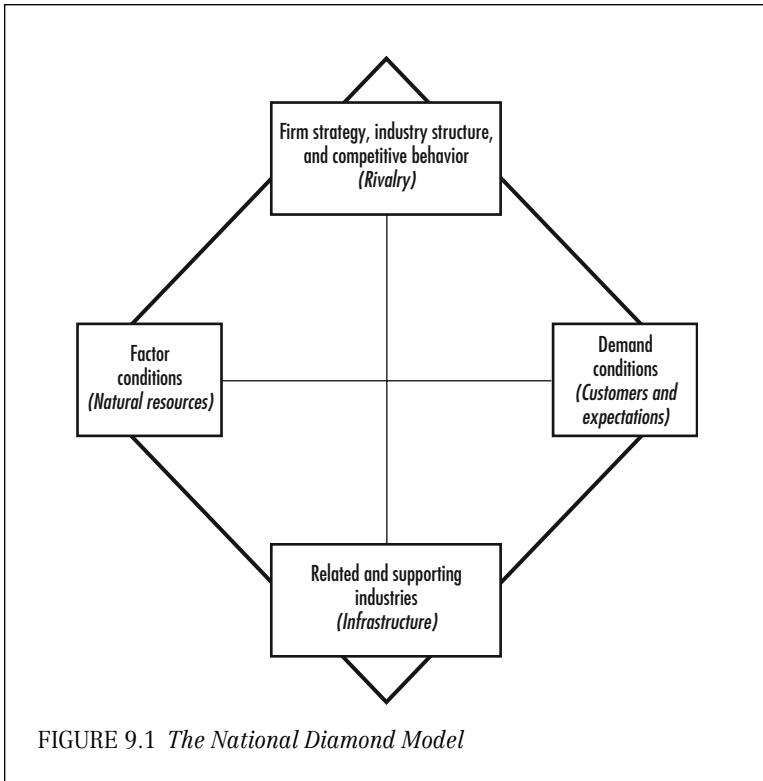 Firm strategy, industry structure,
and competitive behavior
(Rivalry)
Factor
conditions
(Natural resources)
Demand
conditions
(Customers and
expectations)
Related and supporting
industries
(Infrastructure)
FIGURE 9.1 The National Diamond Model